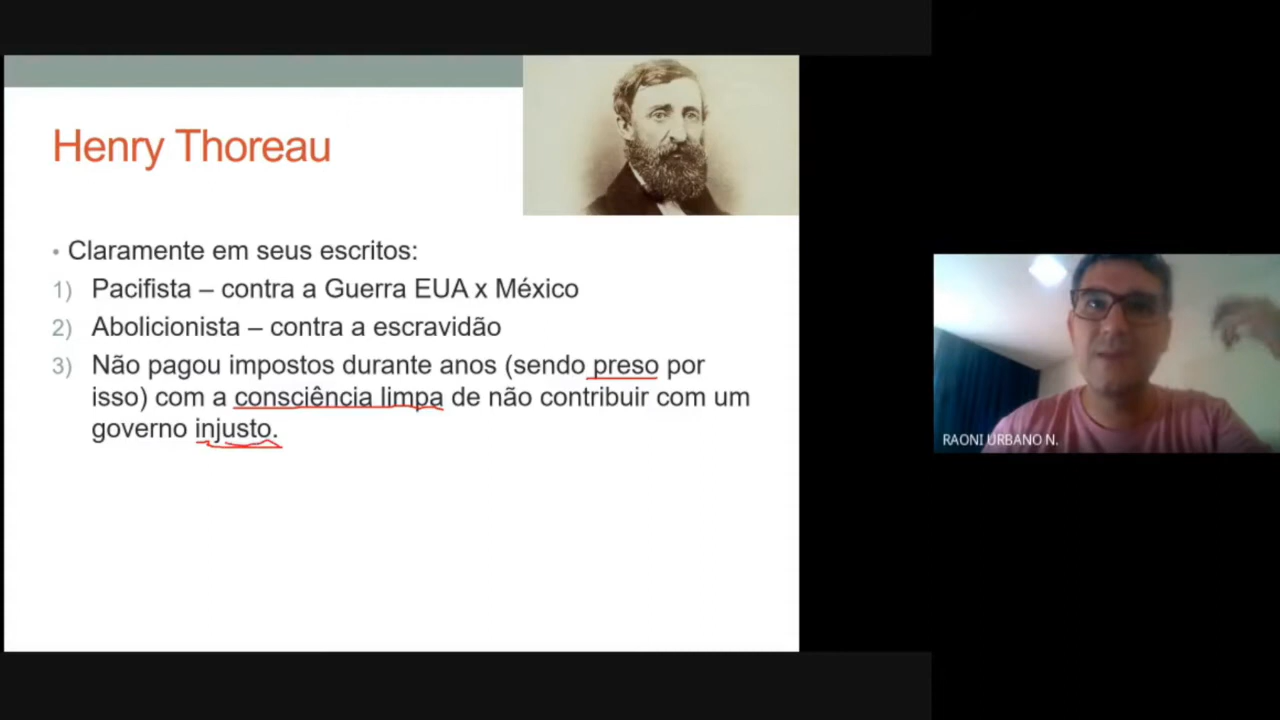 Henry Thoreau
• Claramente em seus escritos:
1) Pacifista – contra a Guerra EUA x México
2) Abolicionista – contra a escravidão
3) Não pagou impostos durante anos (sendo preso por
isso) com a consciência limpa de não contribuir com um
governo injusto.
RAONI URBANO N.